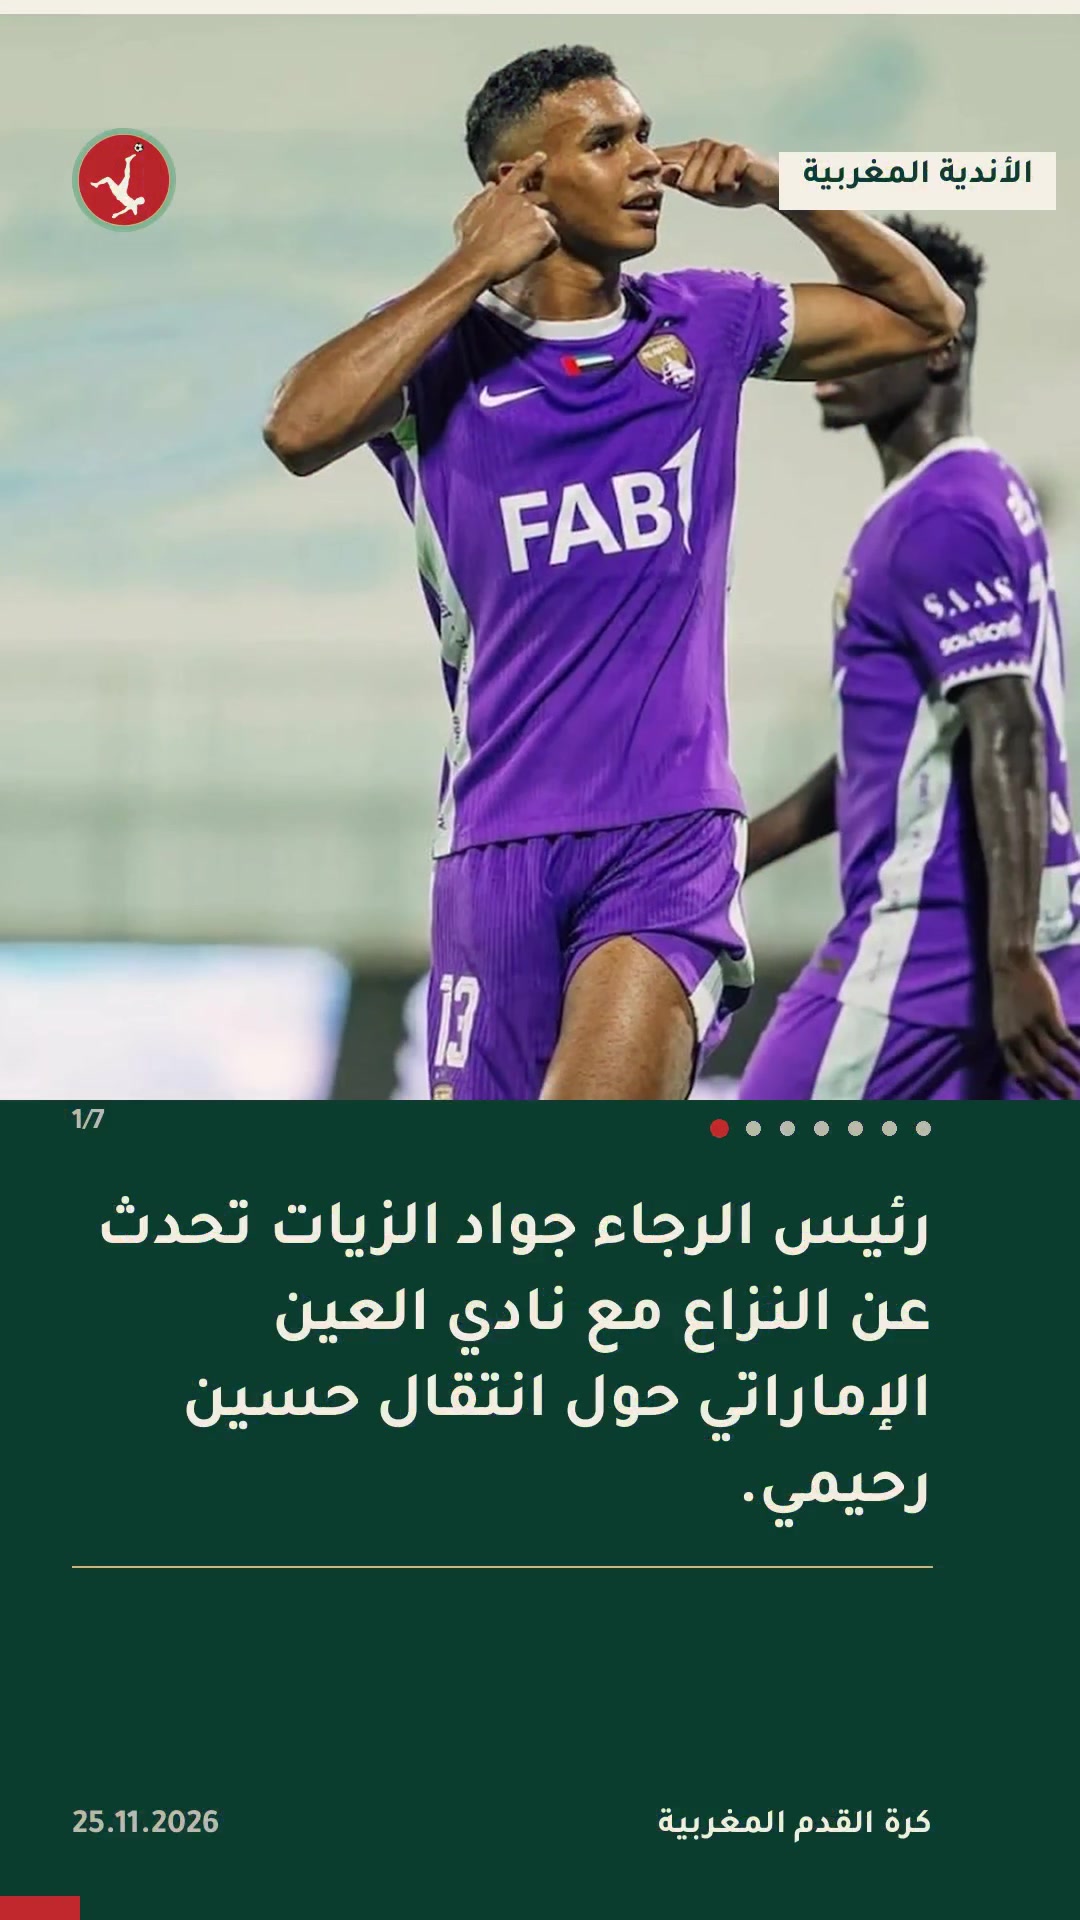 الأندية المغربية
FAB
S.A.A.S
solutions
13
1/7
رئيس الرجاء جواد الزيات تحدث
عن النزاع مع نادي العين
الإماراتي حول انتقال حسين
رحيمي.
25.11.2026
كرة القدم المغربية